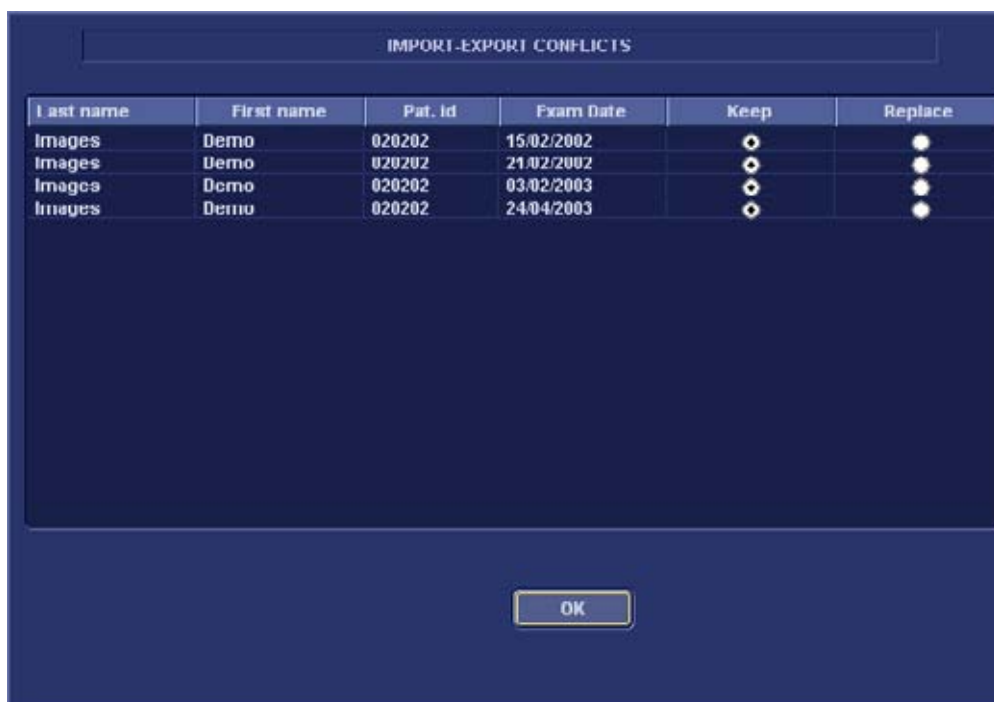 IMPORT-EXPORT CONFLICTS
Last name First name Pat. Id Exam Date Keep Replace
Images Demo 020202 15/02/2002
Images Demo 020202 21/02/2002
Images Demo 020202 03/02/2003
Images Demo 020202 24/04/2003
OK